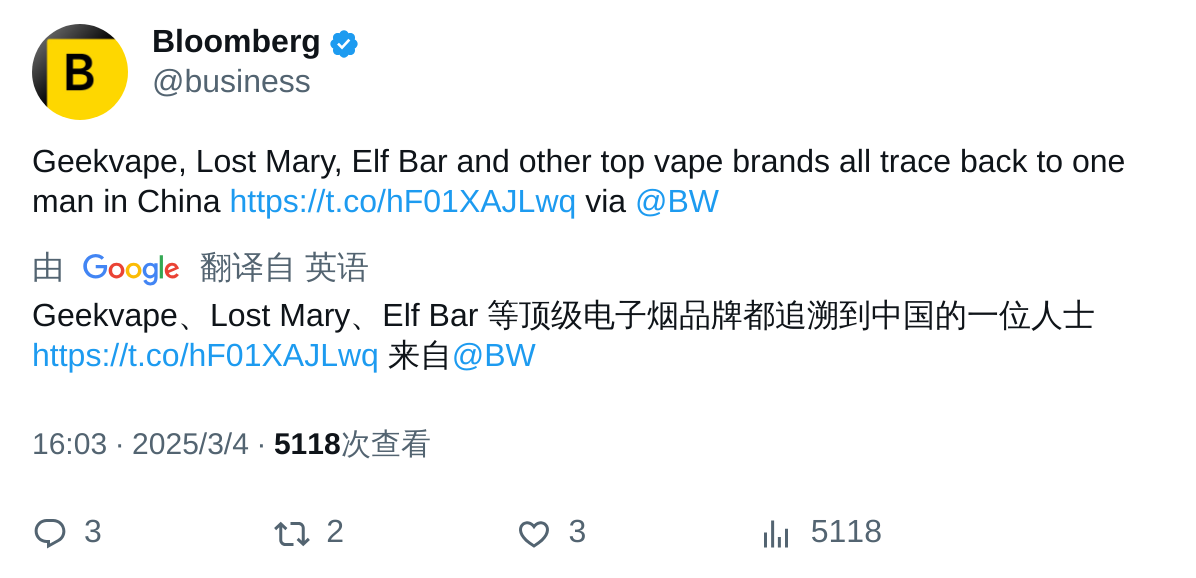 B
Bloomberg
@business
Geekvape, Lost Mary, Elf Bar and other top vape brands all trace back to one
man in China https://t.co/hF01XAJLwq via @BW
由 Google 翻译自 英语
Geekvape、Lost Mary、Elf Bar 等顶级电子烟品牌都追溯到中国的一位人士
https://t.co/hF01XAJLwq 来自@BW
16:03 · 2025/3/4 · 5118次查看
3 2 3 5118